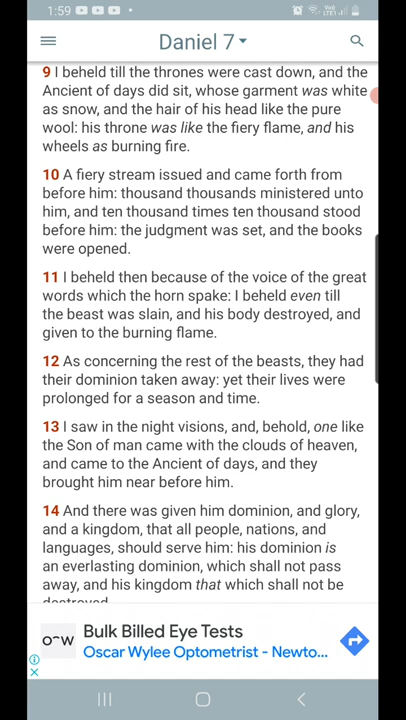 1:59
Daniel 7
9 I beheld till the thrones were cast down, and the
Ancient of days did sit, whose garment was white
as snow, and the hair of his head like the pure
wool: his throne was like the fiery flame, and his
wheels as burning fire.
10 A fiery stream issued and came forth from
before him: thousand thousands ministered unto
him, and ten thousand times ten thousand stood
before him: the judgment was set, and the books
were opened.
11 I beheld then because of the voice of the great
words which the horn spake: I beheld even till
the beast was slain, and his body destroyed, and
given to the burning flame.
12 As concerning the rest of the beasts, they had
their dominion taken away: yet their lives were
prolonged for a season and time.
13 I saw in the night visions, and, behold, one like
the Son of man came with the clouds of heaven,
and came to the Ancient of days, and they
brought him near before him.
14 And there was given him dominion, and glory,
and a kingdom, that all people, nations, and
languages, should serve him: his dominion is
an everlasting dominion, which shall not pass
away, and his kingdom that which shall not be
destroyed
Bulk Billed Eye Tests
Oscar Wylee Optometrist - Newto...